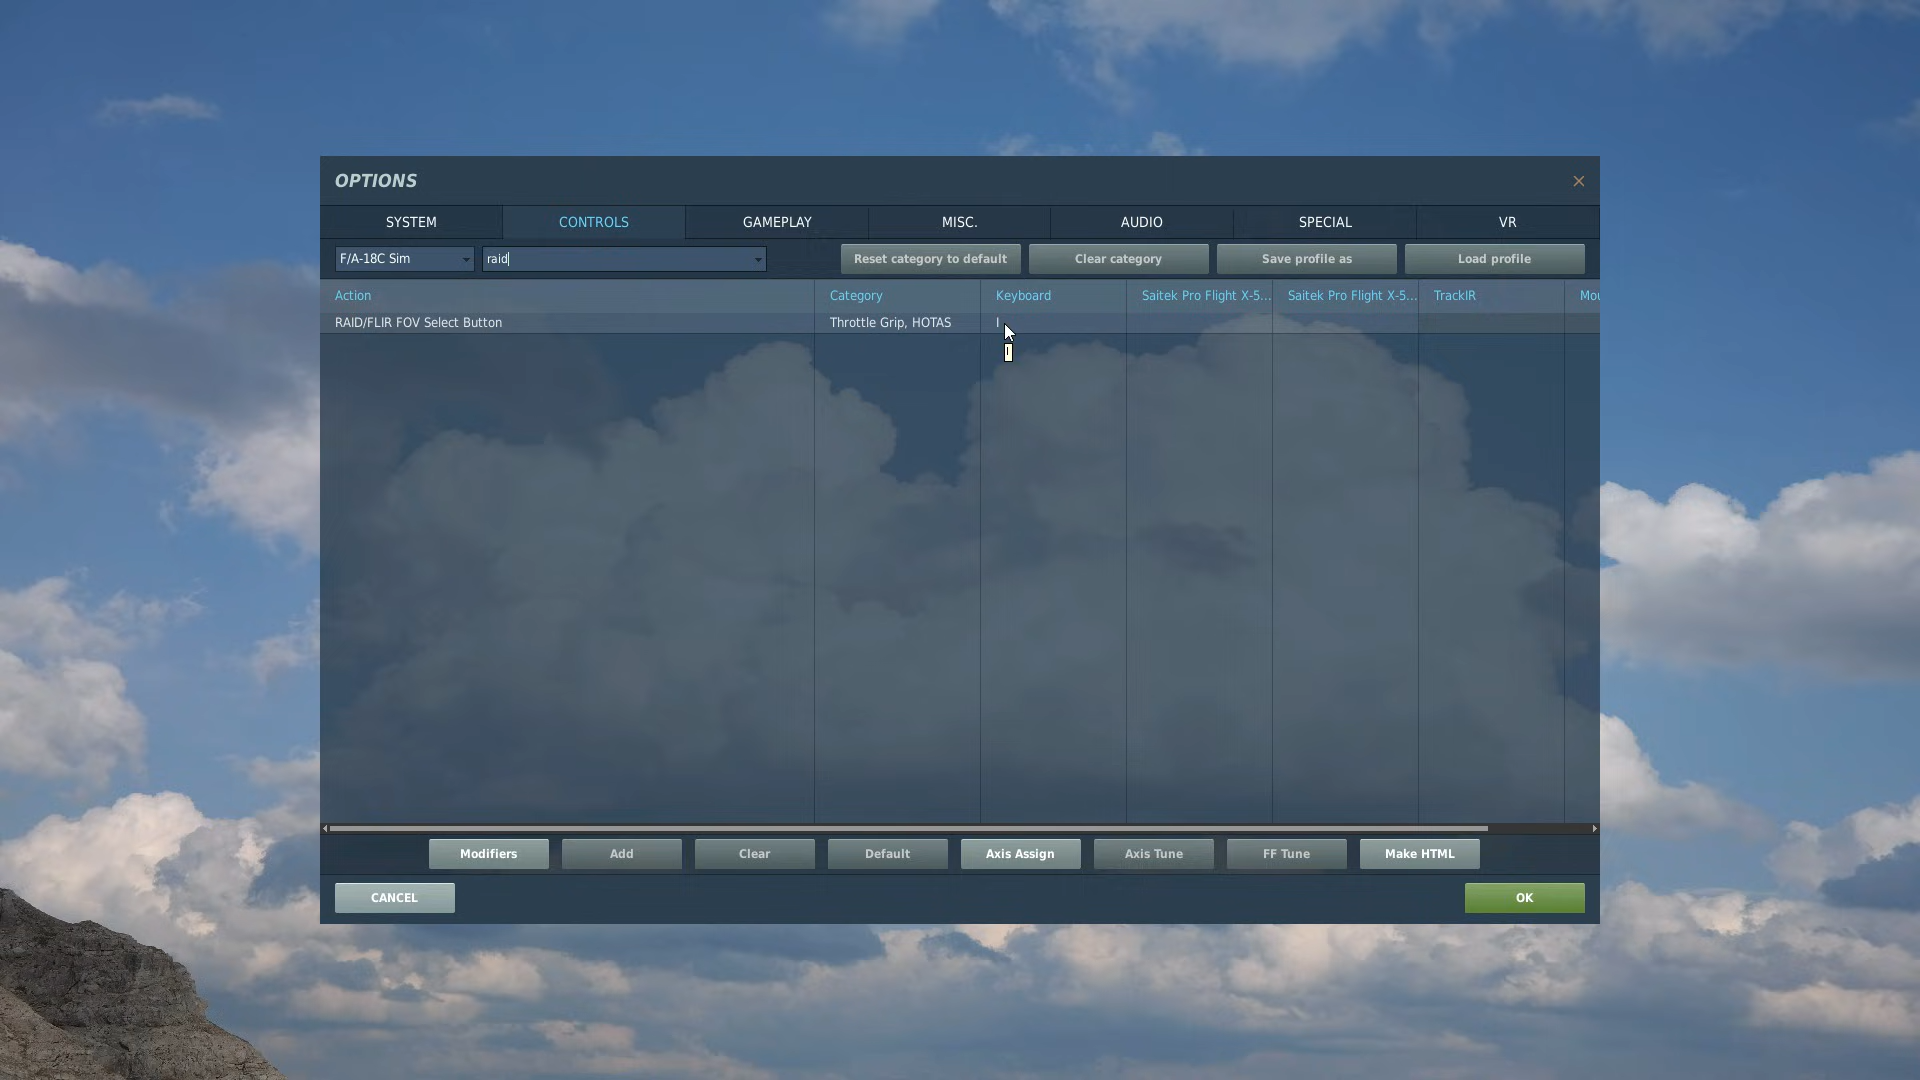 OPTIONS
SYSTEM CONTROLS GAMEPLAY MISC. AUDIO SPECIAL VR
F/A-18C Sim raid Reset category to default Clear category Save profile as Load profile
Action Category Keyboard Saitek Pro Flight X-5... Saitek Pro Flight X-5... TrackIR Mou
RAID/FLIR FOV Select Button Throttle Grip, HOTAS I
I
Modifiers Add Clear Default Axis Assign Axis Tune FF Tune Make HTML
CANCEL OK